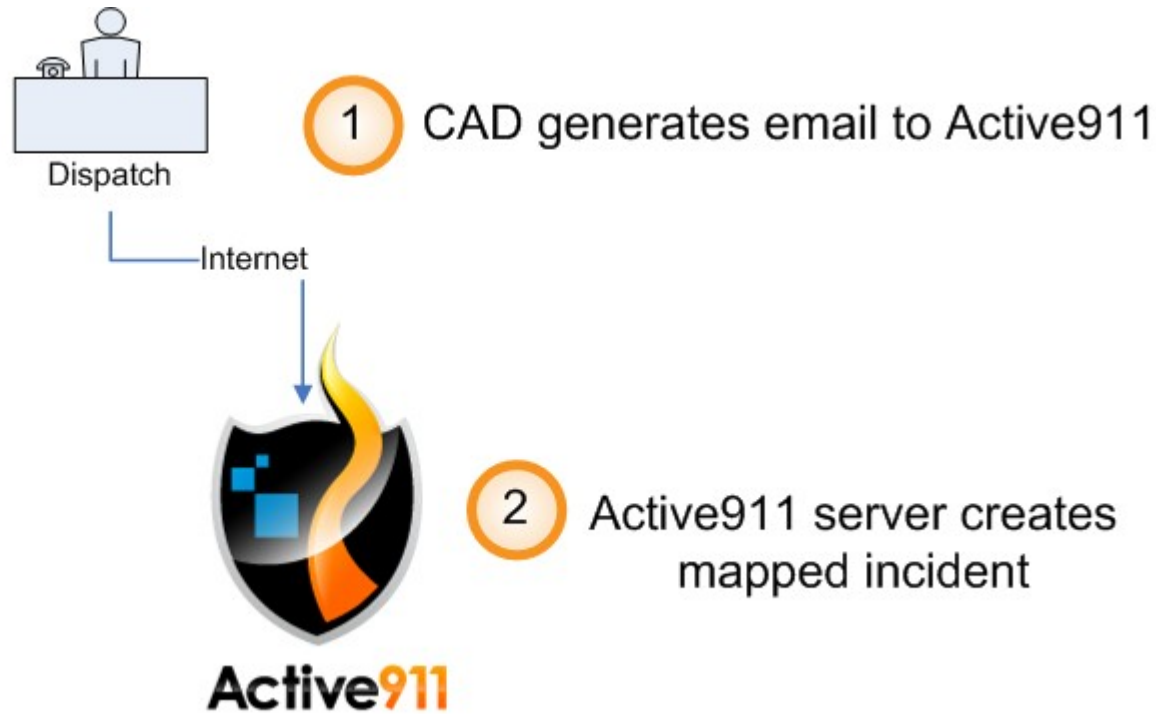 1 CAD generates email to Active911
Dispatch
Internet
2 Active911 server creates
mapped incident
Active911